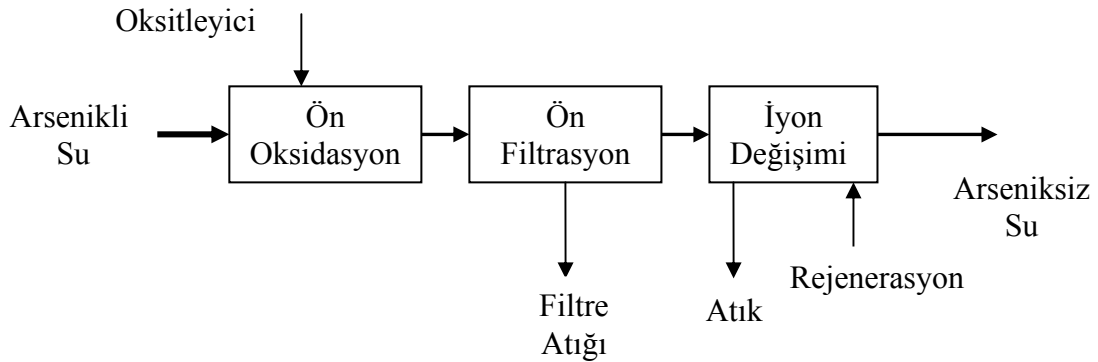 Oksitleyici
Arsenikli
Su
Ön
Oksidasyon
Ön
Filtrasyon
İyon
Değişimi
Arseniksiz
Su
Rejenerasyon
Filtre
Atığı
Atık